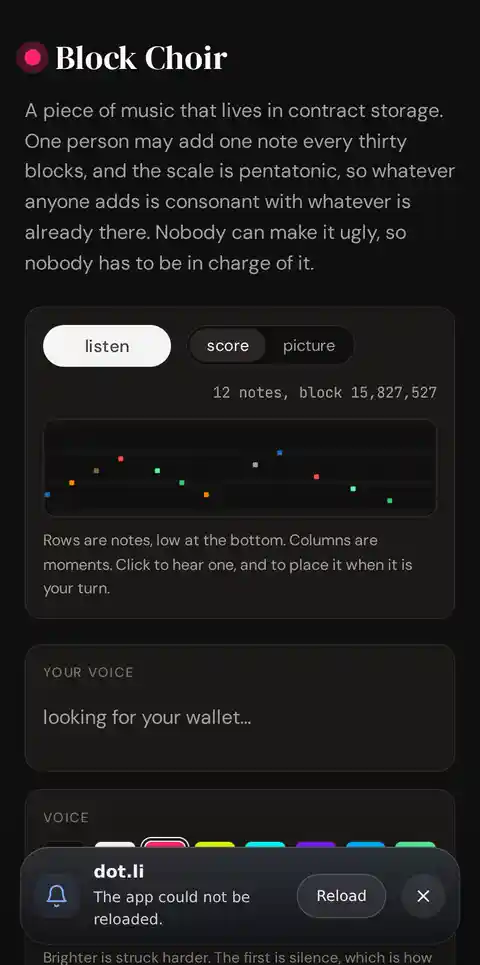 Block Choir
A piece of music that lives in contract storage.
One person may add one note every thirty
blocks, and the scale is pentatonic, so whatever
anyone adds is consonant with whatever is
already there. Nobody can make it ugly, so
nobody has to be in charge of it.
listen
score
picture
12 notes, block 15,827,527
Rows are notes, low at the bottom. Columns are
moments. Click to hear one, and to place it when it is
your turn.
YOUR VOICE
looking for your wallet…
VOICE
dot.li
The app could not be
reloaded.
Reload
Brighter is struck harder. The first is silence, which is how